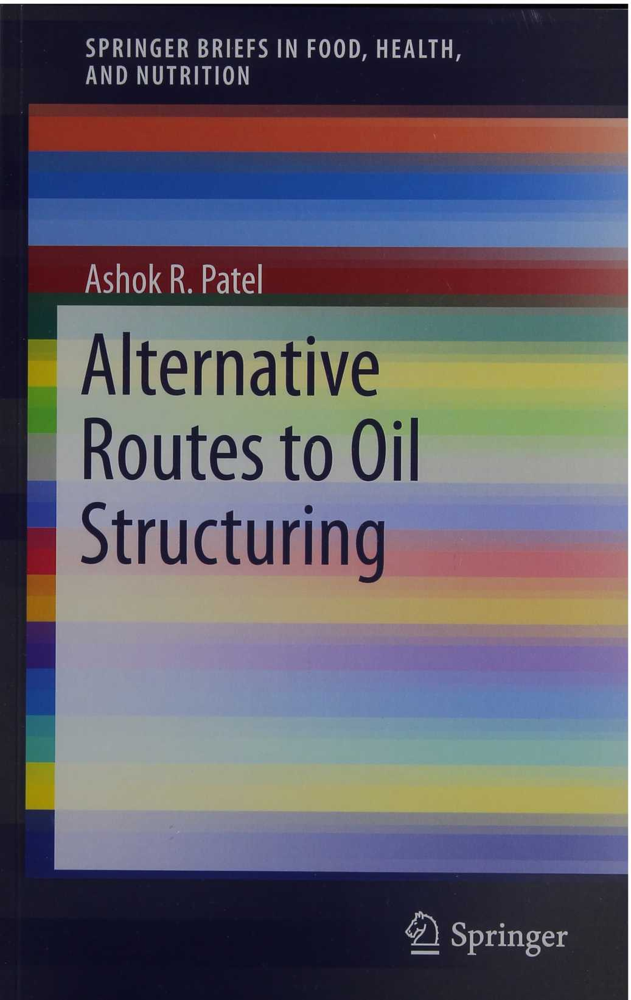 SPRINGER BRIEFS IN FOOD, HEALTH,
AND NUTRITION
Ashok R. Patel
Alternative
Routes to Oil
Structuring
Springer